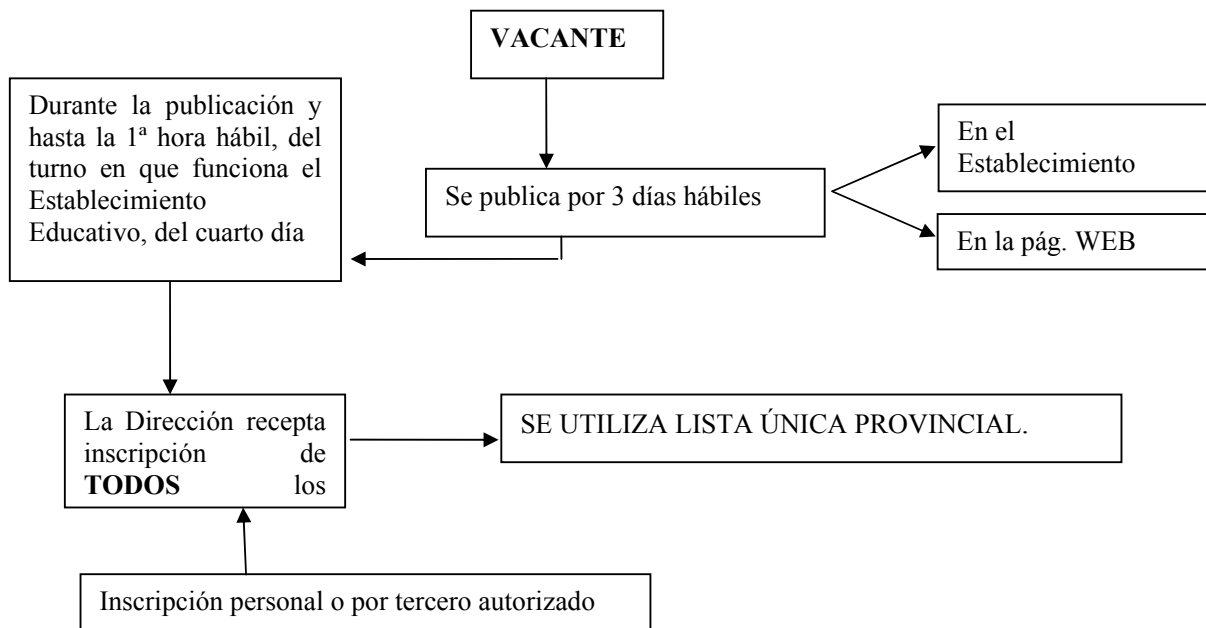 VACANTE
Durante la publicación y
hasta la 1ª hora hábil, del
turno en que funciona el
Establecimiento
Educativo, del cuarto día
Se publica por 3 días hábiles
En el
Establecimiento
En la pág. WEB
La Dirección recepta
inscripción de
TODOS los
SE UTILIZA LISTA ÚNICA PROVINCIAL.
Inscripción personal o por tercero autorizado